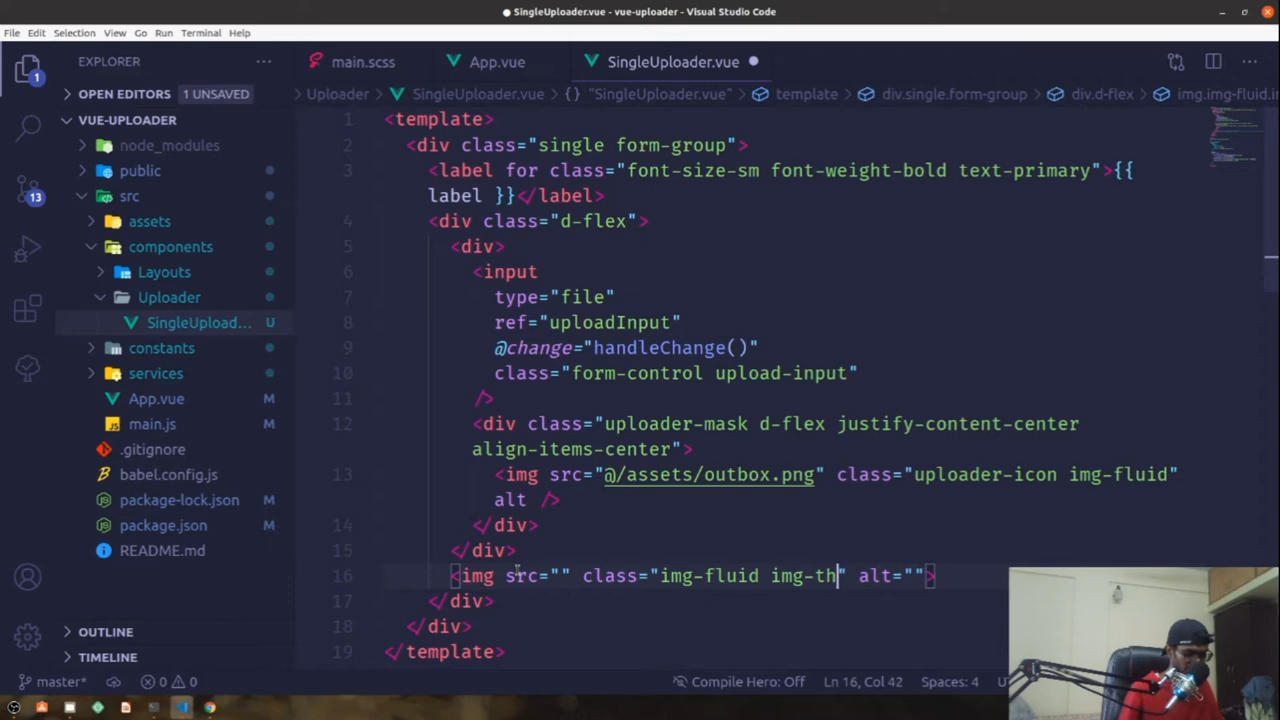 SingleUploader.vue - vue-uploader - Visual Studio Code
File Edit Selection View Go Run Terminal Help
EXPLORER
main.scss App.vue SingleUploader.vue
1
OPEN EDITORS 1 UNSAVED
Uploader SingleUploader.vue {} "SingleUploader.vue" template div.single.form-group div.d-flex img.img-fluid.i
VUE-UPLOADER
node_modules
public
13
src
assets
components
Layouts
Uploader
SingleUpload... U
constants
services
App.vue M
main.js M
.gitignore
babel.config.js
package-lock.json M
package.json M
README.md
OUTLINE
TIMELINE
1 <template>
2 <div class="single form-group">
3 <label for class="font-size-sm font-weight-bold text-primary">{{
label }}</label>
4 <div class="d-flex">
5 <div>
6 <input
7 type="file"
8 ref="uploadInput"
9 @change="handleChange()"
10 class="form-control upload-input"
11 />
12 <div class="uploader-mask d-flex justify-content-center
align-items-center">
13 <img src="@/assets/outbox.png" class="uploader-icon img-fluid"
alt />
14 </div>
15 </div>
16 <img src="" class="img-fluid img-th" alt="">
17 </div>
18 </div>
19 </template>
master* 0 0 Compile Hero: Off Ln 16, Col 42 Spaces: 4